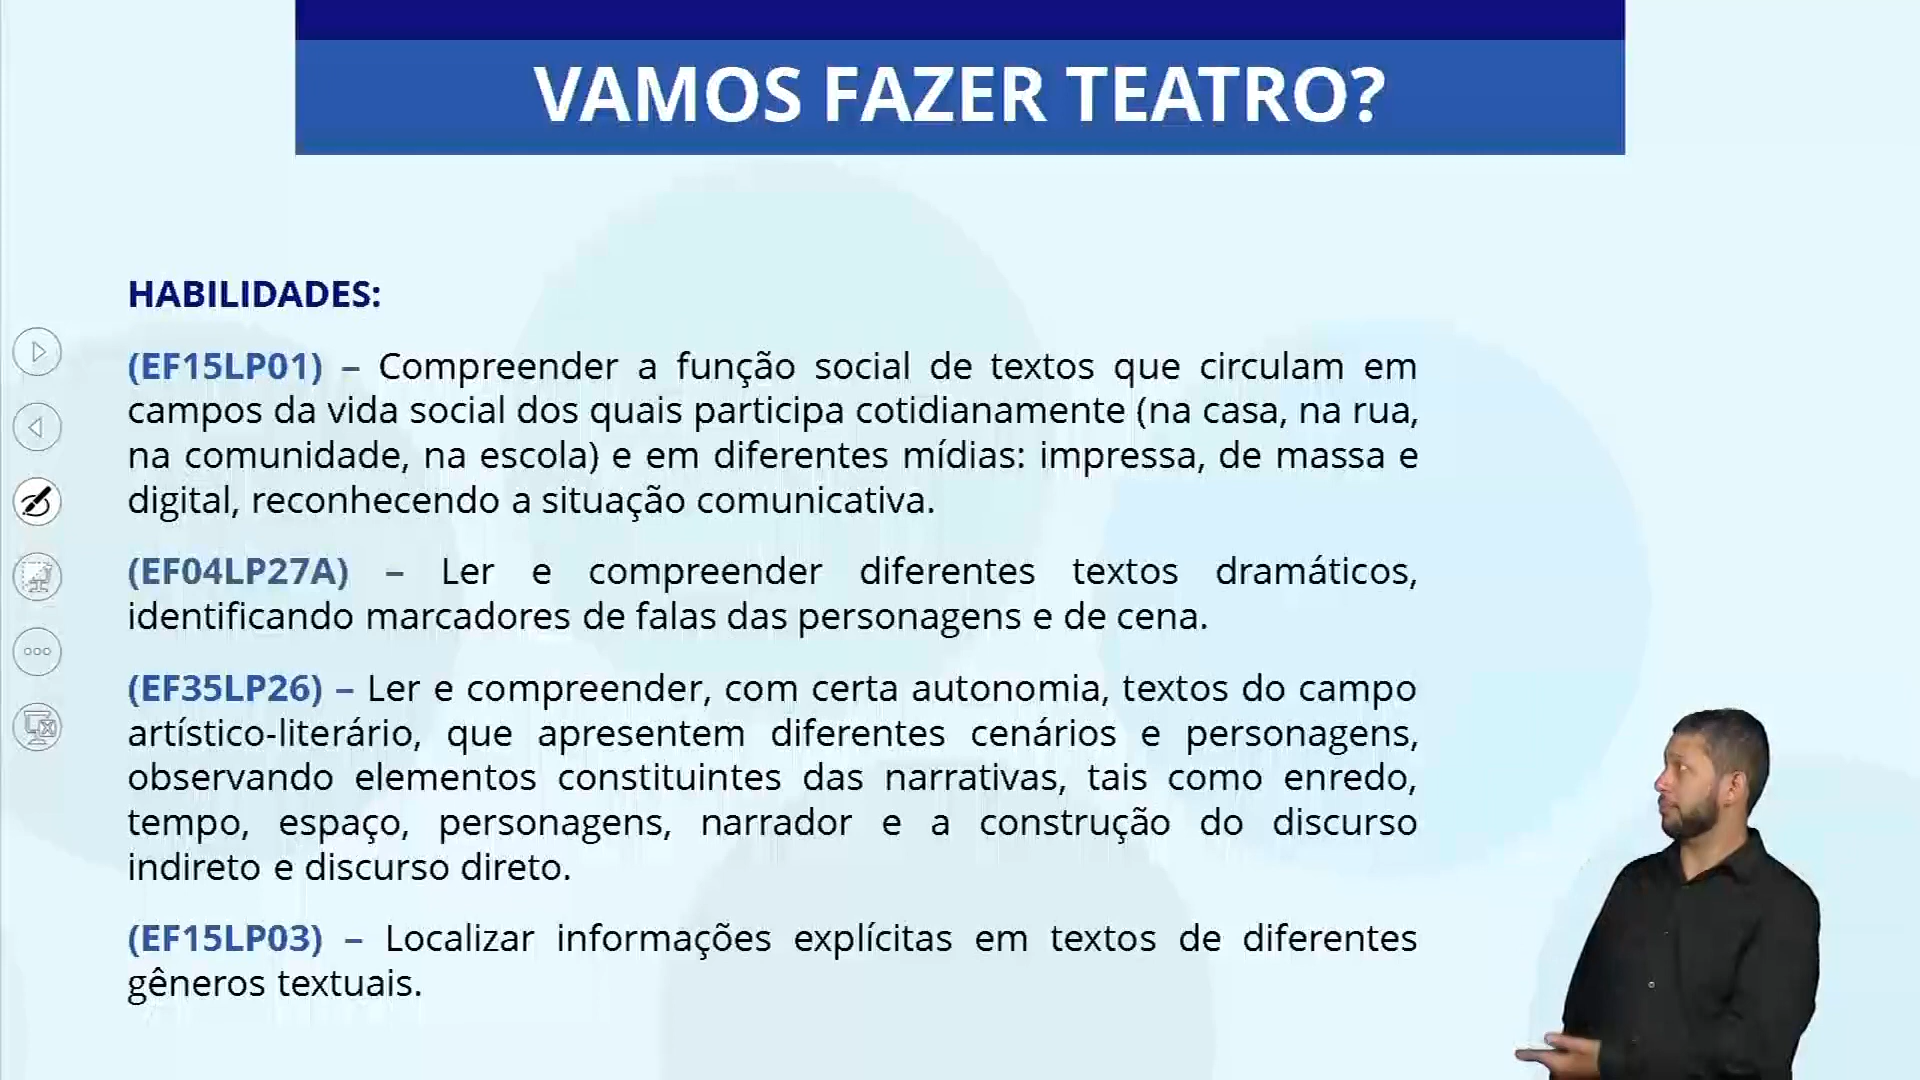 VAMOS FAZER TEATRO?
HABILIDADES:
(EF15LP01) – Compreender a função social de textos que circulam em
campos da vida social dos quais participa cotidianamente (na casa, na rua,
na comunidade, na escola) e em diferentes mídias: impressa, de massa e
digital, reconhecendo a situação comunicativa.
(EF04LP27A) – Ler e compreender diferentes textos dramáticos,
identificando marcadores de falas das personagens e de cena.
(EF35LP26) – Ler e compreender, com certa autonomia, textos do campo
artístico-literário, que apresentem diferentes cenários e personagens,
observando elementos constituintes das narrativas, tais como enredo,
tempo, espaço, personagens, narrador e a construção do discurso
indireto e discurso direto.
(EF15LP03) – Localizar informações explícitas em textos de diferentes
gêneros textuais.